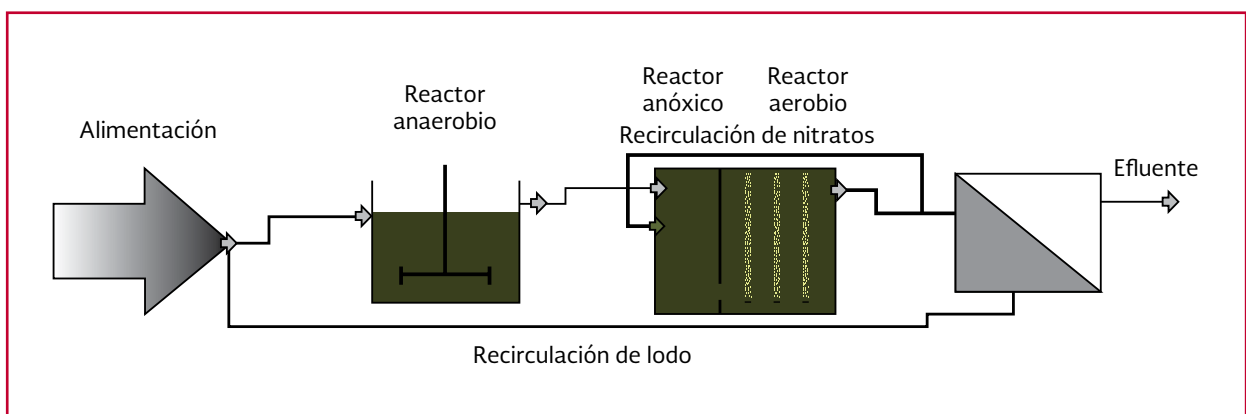 Alimentación
Reactor
anaerobio
Reactor
anóxico
Reactor
aerobio
Recirculación de nitratos
Efluente
Recirculación de lodo